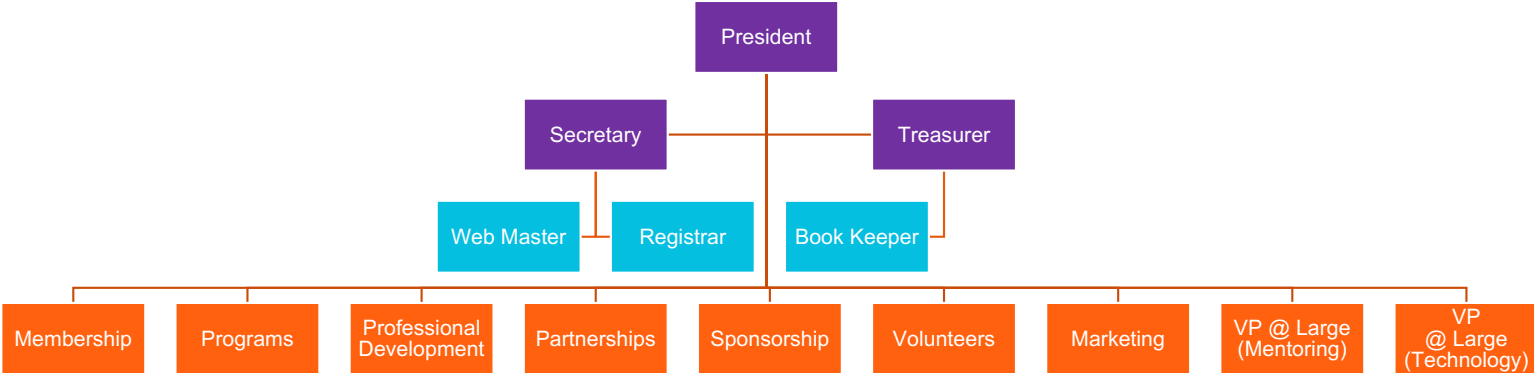 President
Secretary
Treasurer
Web Master
Registrar
Book Keeper
Membership
Programs
Professional
Development
Partnerships
Sponsorship
Volunteers
Marketing
VP @ Large
(Mentoring)
VP
@ Large
(Technology)